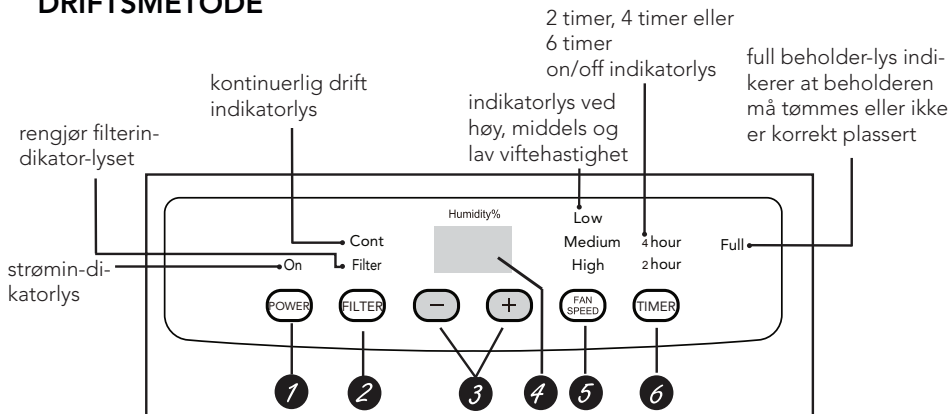 DRIFTSMETODE
2 timer, 4 timer eller
6 timer
on/off indikatorlys
full beholder-lys indi-
kerer at beholderen
må tømmes eller ikke
er korrekt plassert
kontinuerlig drift
indikatorlys
indikatorlys ved
høy, middels og
lav viftehastighet
rengjør filterin-
dikator-lyset
strømin-di-
katorlys
Humidity%
Low
Cont
Medium
4 hour
Full
On
Filter
High
2 hour
POWER
FILTER
−
+
FAN
SPEED
TIMER
1
2
3
4
5
6